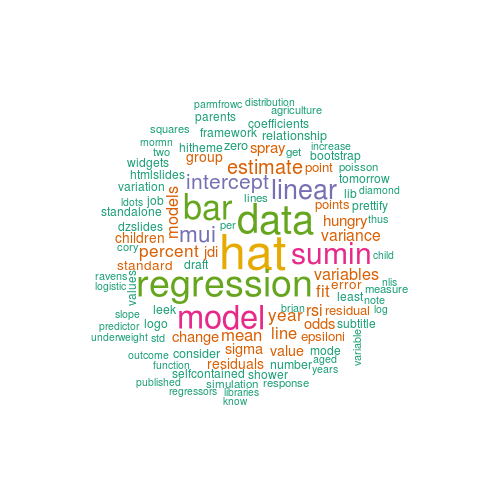 parmfrowc distribution
parents agriculture
squares framework coefficients
rnormn hitheme zero relationship
two group spray get increase
widgets estimate point bootstrap poisson
htmlslides intercept linear tomorrow
variation models lib diamond
ldots job bar lines points prettify
standalone data hungry thus
dzslides mui per variance
children hat sumin
cory percent jdi child
standard draft variables
ravens regression fit error nlis
logistic values least measure
leek model year rsi residual note log
slope logo odds subtitle
predictor change mean line brian epsiloni
underweight std sigma value mode variable
outcome consider residuals number aged
function selfcontained shower years
published simulation response
regressors libraries
know